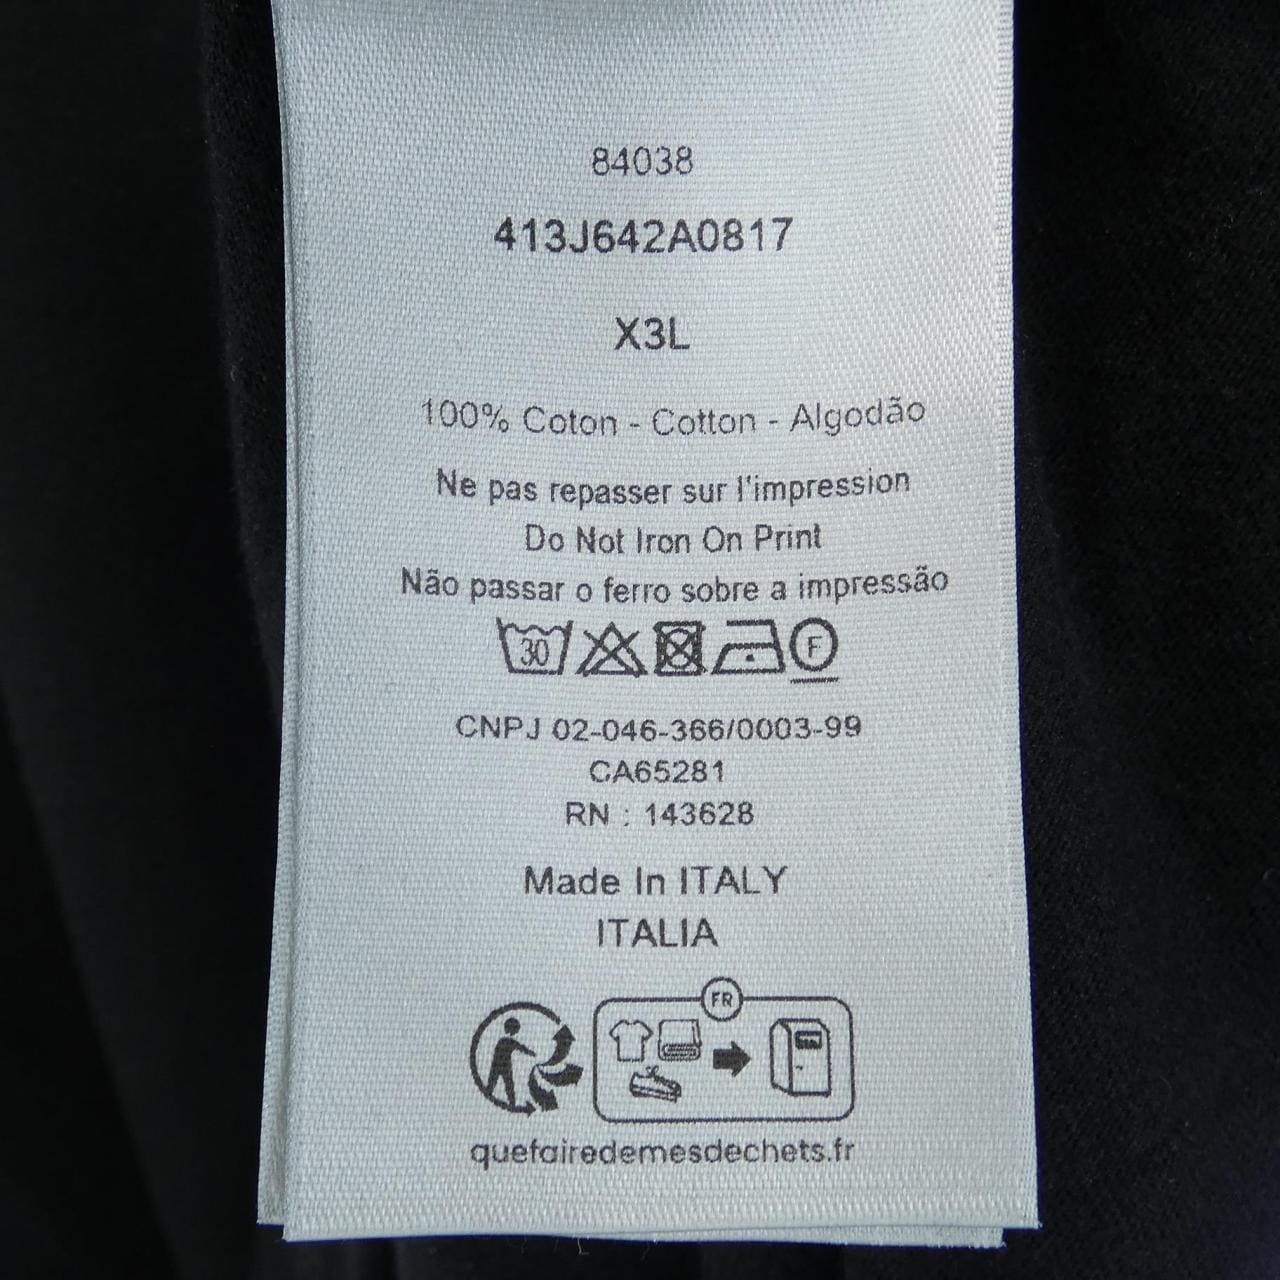 84038
413J642A0817
X3L
100% Coton - Cotton - Algodão
Ne pas repasser sur l'impression
Do Not Iron On Print
Não passar o ferro sobre a impressão
30 F
CNPJ 02-046-366/0003-99
CA65281
RN : 143628
Made In ITALY
ITALIA
FR
quefairedemesdechets.fr